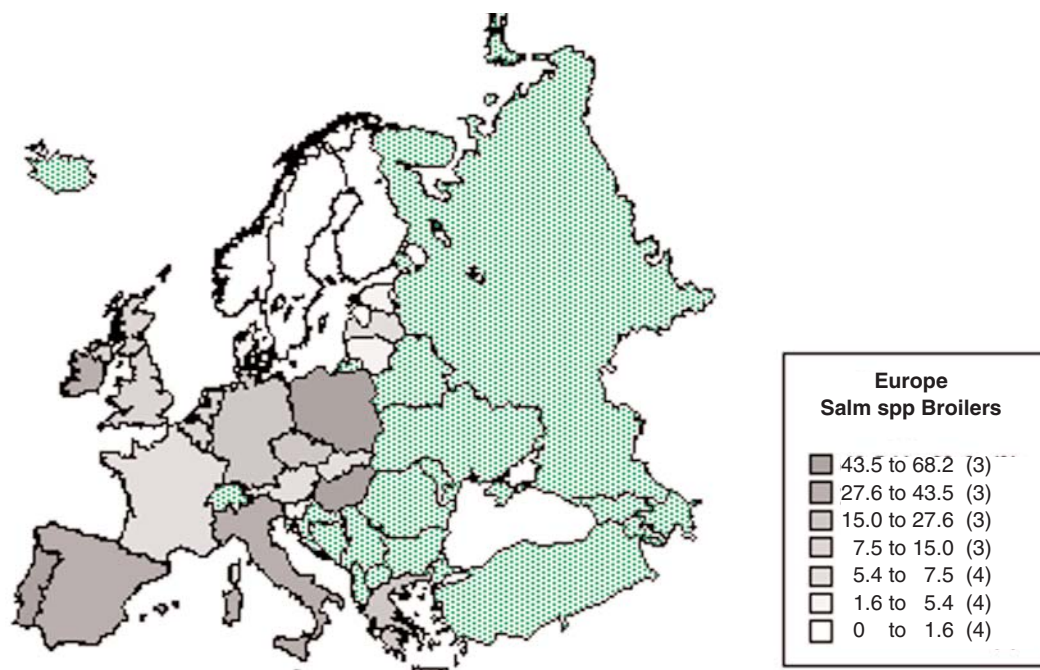 Europe
Salm spp Broilers
43.5 to 68.2 (3)
27.6 to 43.5 (3)
15.0 to 27.6 (3)
7.5 to 15.0 (3)
5.4 to 7.5 (4)
1.6 to 5.4 (4)
0 to 1.6 (4)